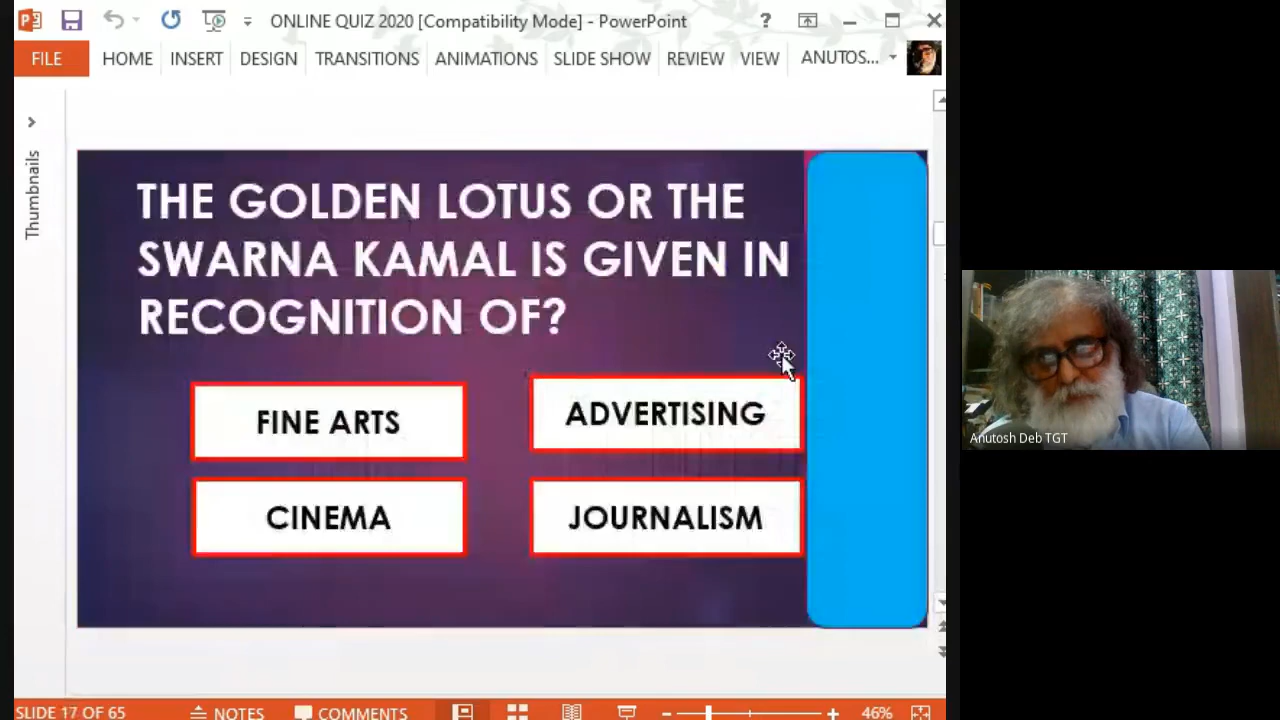 ONLINE QUIZ 2020 [Compatibility Mode] - PowerPoint
?
FILE HOME INSERT DESIGN TRANSITIONS ANIMATIONS SLIDE SHOW REVIEW VIEW ANUTOS...
Thumbnails
THE GOLDEN LOTUS OR THE
SWARNA KAMAL IS GIVEN IN
RECOGNITION OF?
FINE ARTS
ADVERTISING
CINEMA
JOURNALISM
Anutosh Deb TGT
SLIDE 17 OF 65 NOTES COMMENTS 46%